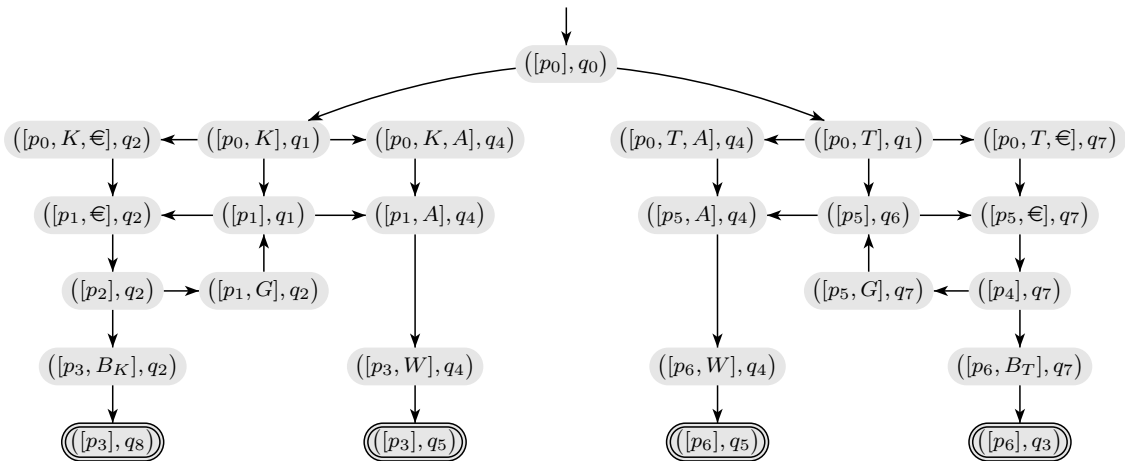 ([p₀], q₀)
([p₀, K, €], q₂) ([p₀, K], q₁) ([p₀, K, A], q₄) ([p₀, T, A], q₄) ([p₀, T], q₁) ([p₀, T, €], q₇)
([p₁, €], q₂) ([p₁], q₁) ([p₁, A], q₄) ([p₅, A], q₄) ([p₅], q₆) ([p₅, €], q₇)
([p₂], q₂) ([p₁, G], q₂) ([p₅, G], q₇) ([p₄], q₇)
([p₃, B_K], q₂) ([p₃, W], q₄) ([p₆, W], q₄) ([p₆, B_T], q₇)
([p₃], q₈) ([p₃], q₅) ([p₆], q₅) ([p₆], q₃)